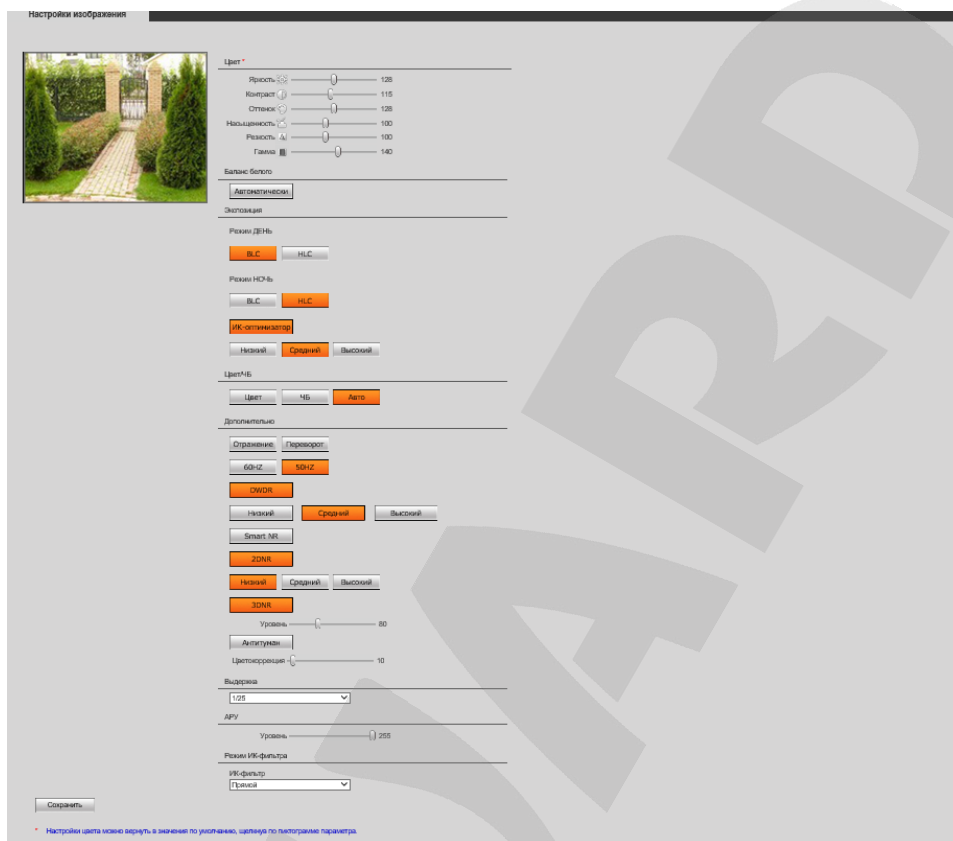 Настройки изображения
Цвет *
Яркость 128
Контраст 115
Оттенок 128
Насыщенность 100
Резкость 100
Гамма 140
Баланс белого
Автоматически
Экспозиция
Режим ДЕНЬ
BLC HLC
Режим НОЧЬ
BLC HLC
ИК-оптимизатор
Низкий Средний Высокий
Цвет/ЧБ
Цвет ЧБ Авто
Дополнительно
Отражение Переворот
60HZ 50HZ
DWDR
Низкий Средний Высокий
Smart NR
2DNR
Низкий Средний Высокий
3DNR
Уровень 80
Антитуман
Цветокоррекция 10
Выдержка
1/25
АРУ
Уровень 255
Режим ИК-фильтра
ИК-фильтр
Прямой
Сохранить
* Настройки цвета можно вернуть в значения по умолчанию, щелкнув по пиктограмме параметра.